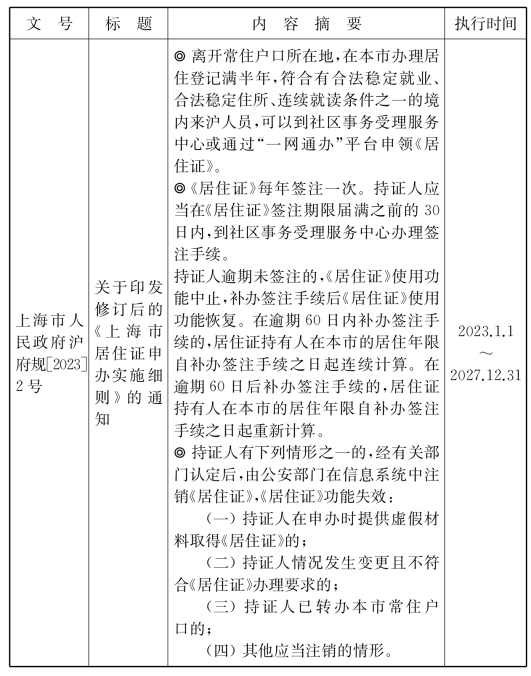 文　号
标　题
内　容　摘　要
执行时间
上海市人
民政府沪
府规[2023]
2 号
关于印发
修订后的
《上海市
居住证申
办实施细
则》的通
知
◎ 离开常住户口所在地，在本市办理居
住登记满半年，符合有合法稳定就业、
合法稳定住所、连续就读条件之一的境
内来沪人员，可以到社区事务受理服务
中心或通过“一网通办”平台申领《居
住证》。
◎《居住证》每年签注一次。持证人应
当在《居住证》签注期限届满之前的 30
日内，到社区事务受理服务中心办理签
注手续。
持证人逾期未签注的，《居住证》使用功
能中止，补办签注手续后《居住证》使用
功能恢复。在逾期 60 日内补办签注手
续的，居住证持有人在本市的居住年限
自补办签注手续之日起连续计算。在
逾期 60 日后补办签注手续的，居住证
持有人在本市的居住年限自补办签注
手续之日起重新计算。
◎ 持证人有下列情形之一的，经有关部
门认定后，由公安部门在信息系统中注
销《居住证》，《居住证》功能失效：
（一）持证人在申办时提供虚假材
料取得《居住证》的；
（二）持证人情况发生变更且不符
合《居住证》办理要求的；
（三）持证人已转办本市常住户
口的；
（四）其他应当注销的情形。
2023.1.1
～
2027.12.31